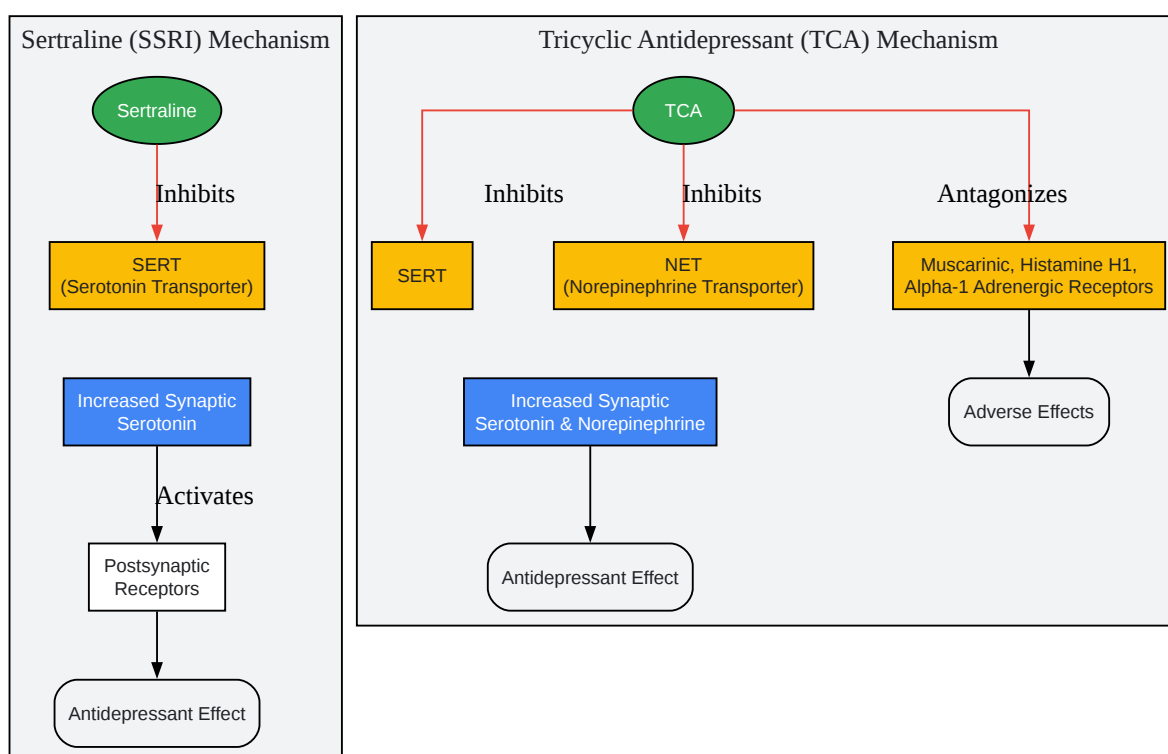 Sertraline (SSRI) Mechanism
Sertraline
Inhibits
SERT
(Serotonin Transporter)
Increased Synaptic
Serotonin
Activates
Postsynaptic
Receptors
Antidepressant Effect
Tricyclic Antidepressant (TCA) Mechanism
TCA
Inhibits
Inhibits
Antagonizes
SERT
NET
(Norepinephrine Transporter)
Muscarinic, Histamine H1,
Alpha-1 Adrenergic Receptors
Increased Synaptic
Serotonin & Norepinephrine
Adverse Effects
Antidepressant Effect